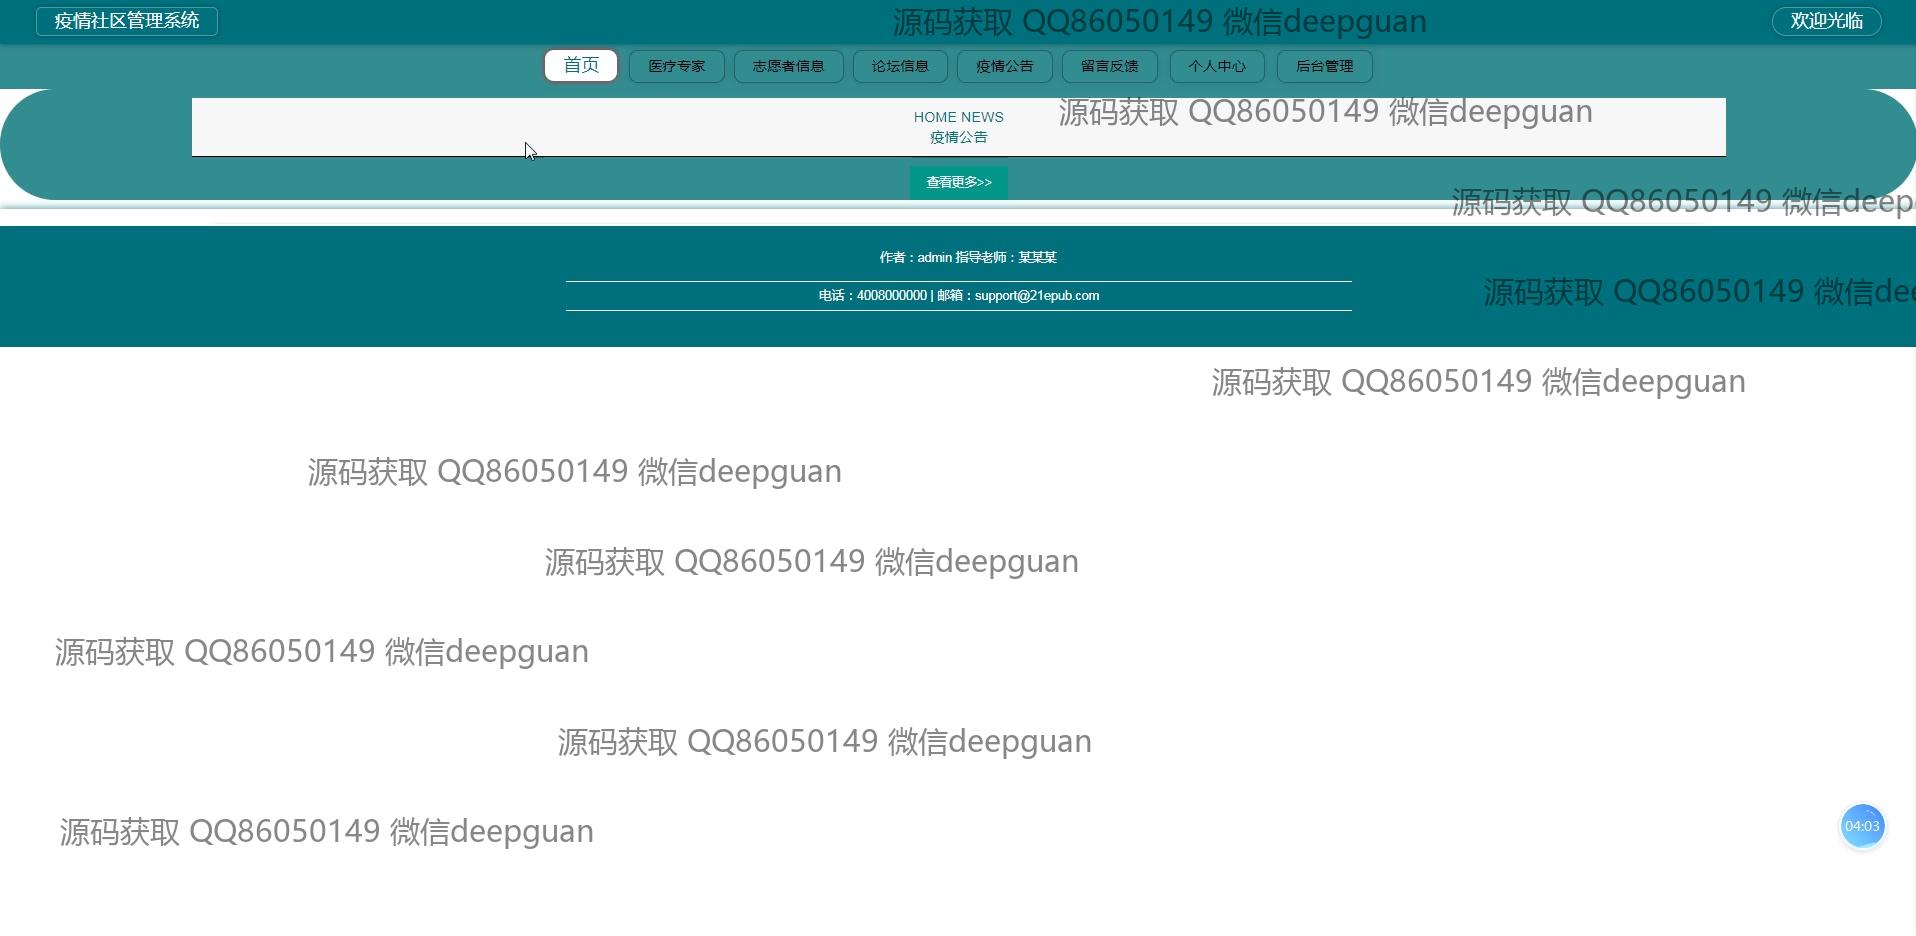 疫情社区管理系统
源码获取 QQ86050149 微信deepguan
欢迎光临
首页
医疗专家
志愿者信息
论坛信息
疫情公告
留言反馈
个人中心
后台管理
HOME NEWS
疫情公告
源码获取 QQ86050149 微信deepguan
查看更多>>
源码获取 QQ86050149 微信deep
作者：admin 指导老师：某某某
电话：4008000000 | 邮箱：support@21epub.com
源码获取 QQ86050149 微信dee
源码获取 QQ86050149 微信deepguan
源码获取 QQ86050149 微信deepguan
源码获取 QQ86050149 微信deepguan
源码获取 QQ86050149 微信deepguan
源码获取 QQ86050149 微信deepguan
源码获取 QQ86050149 微信deepguan
04:03